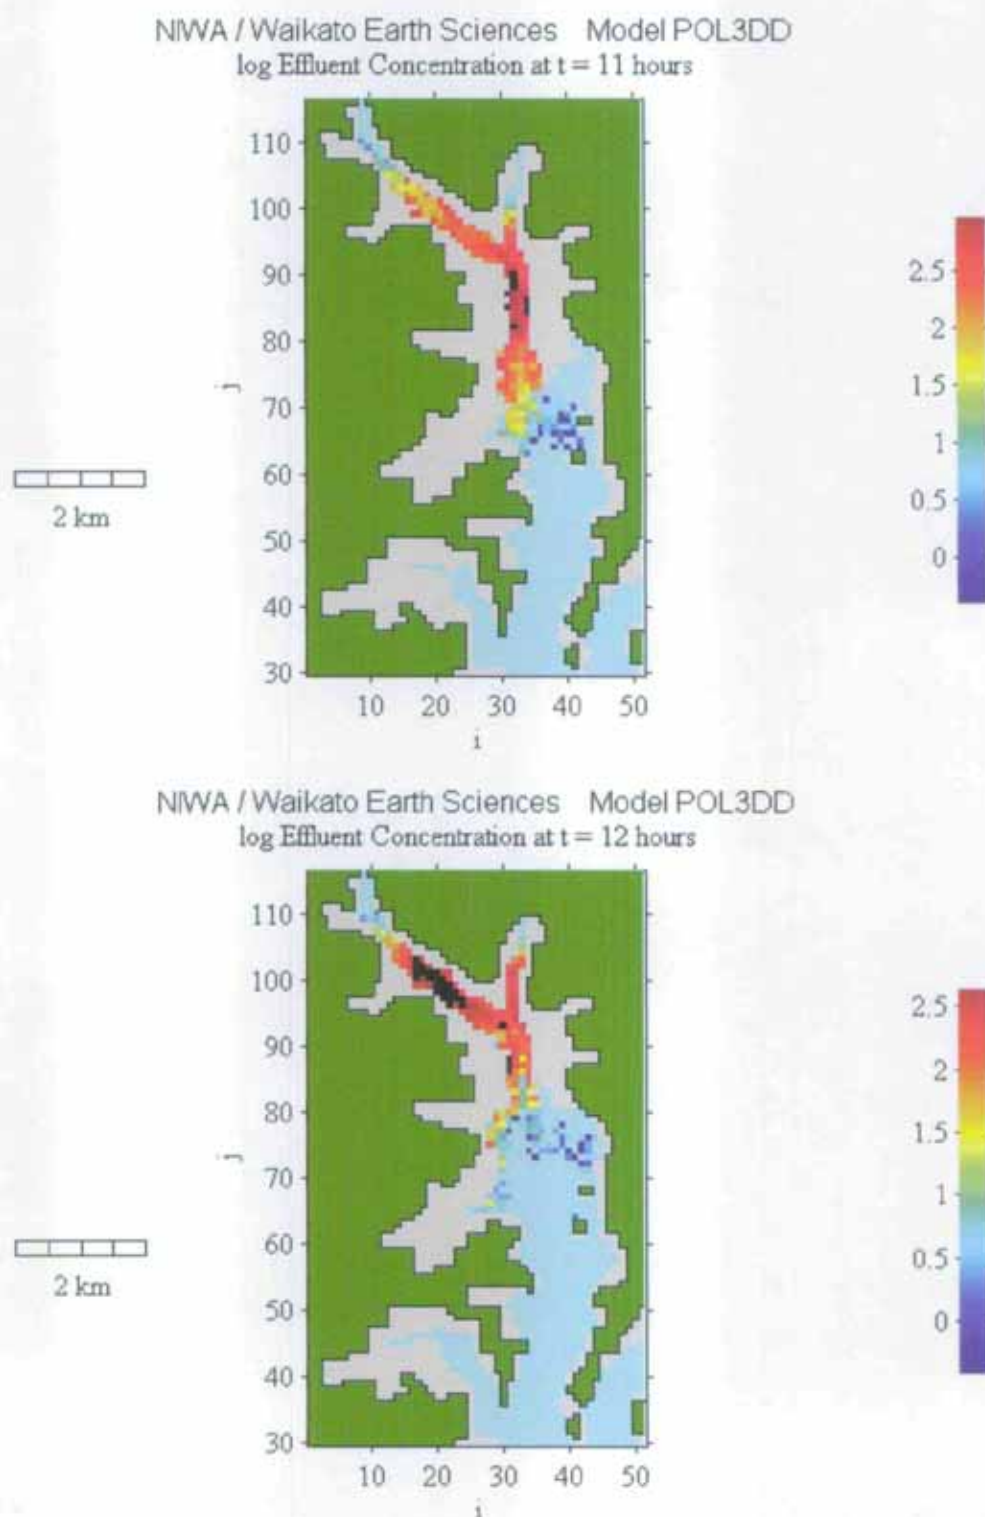 NIWA / Waikato Earth Sciences Model POL3DD
log Effluent Concentration at t = 11 hours
110
100
90
80
70
60
50
40
30
j
10 20 30 40 50
i
2 km
2.5
2
1.5
1
0.5
0
NIWA / Waikato Earth Sciences Model POL3DD
log Effluent Concentration at t = 12 hours
110
100
90
80
70
60
50
40
30
j
10 20 30 40 50
i
2 km
2.5
2
1.5
1
0.5
0